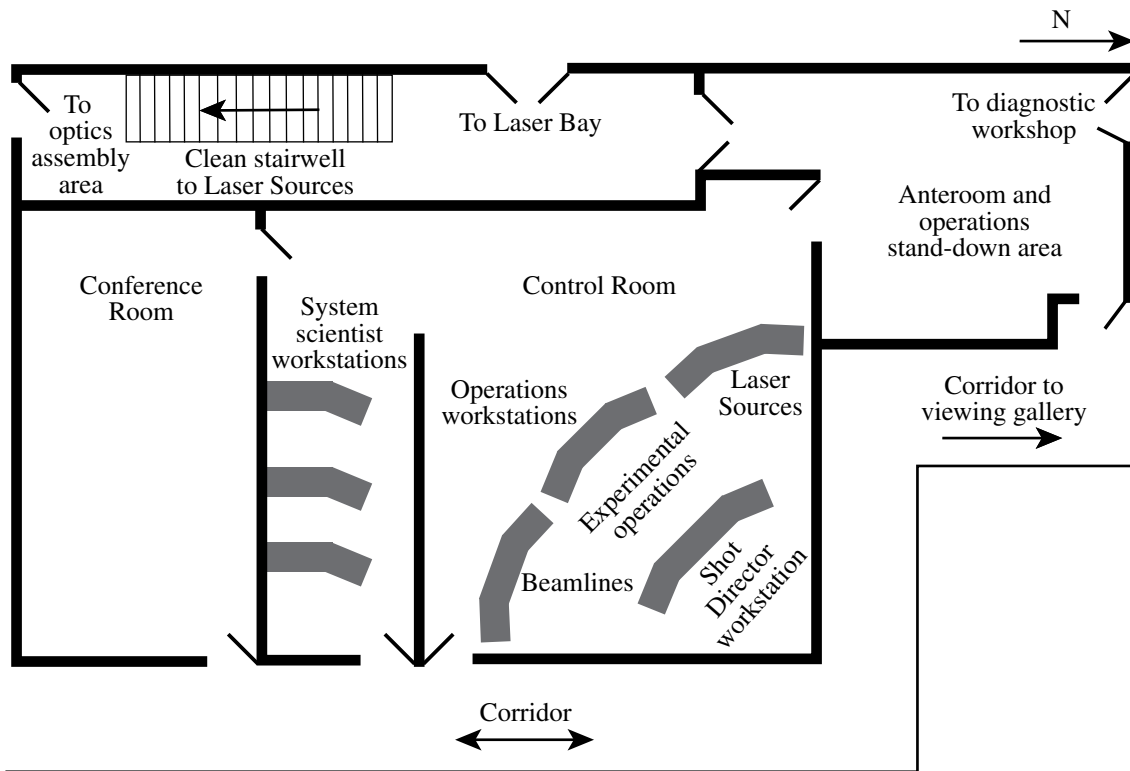 N
To
optics
assembly
area
Clean stairwell
to Laser Sources
To Laser Bay
To diagnostic
workshop
Anteroom and
operations
stand-down area
Conference
Room
System
scientist
workstations
Control Room
Operations
workstations
Laser
Sources
Corridor to
viewing gallery
Experimental
operations
Beamlines
Shot
Director
workstation
Corridor